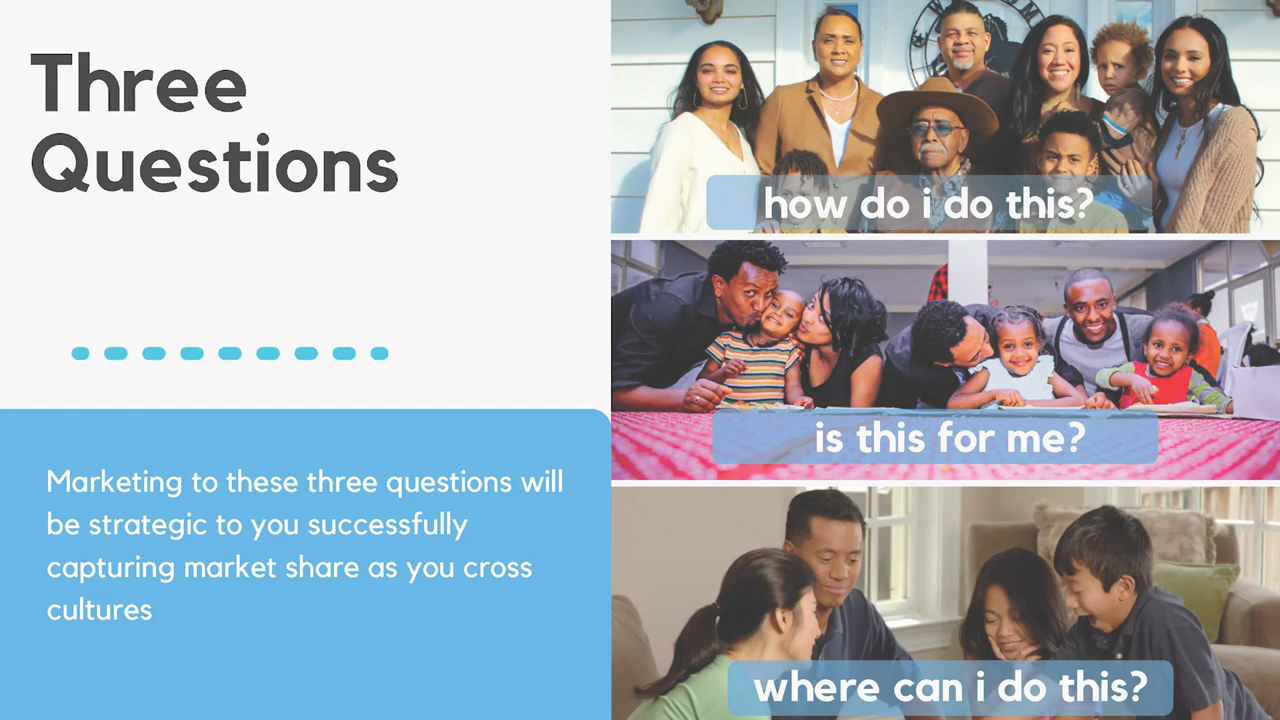 Three
Questions
Marketing to these three questions will
be strategic to you successfully
capturing market share as you cross
cultures
how do i do this?
is this for me?
where can i do this?